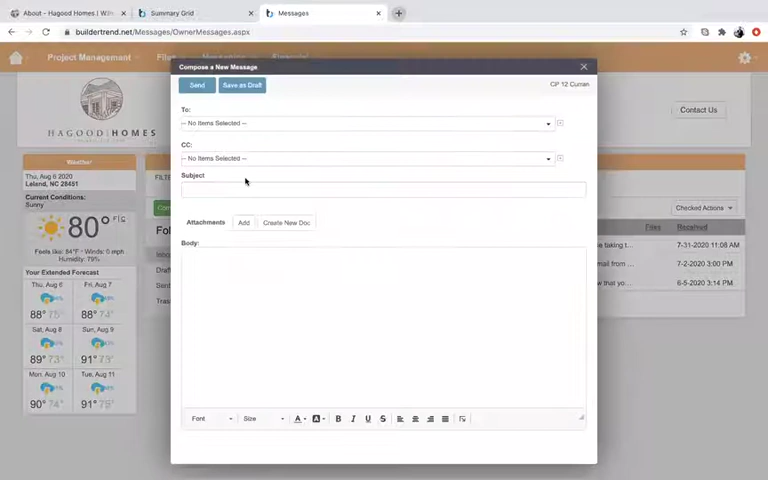 About – Hagood Homes | Wilm
Summary Grid
Messages
buildertrend.net/Messages/OwnerMessages.aspx
Project Management
Files
Compose a New Message
Send
Save as Draft
CP 12 Curran
To:
-- No Items Selected --
CC:
-- No Items Selected --
Subject
Attachments
Add
Create New Doc
Body:
Font
Size
HAGOOD HOMES
Contact Us
Weather
Thu, Aug 6 2020
Leland, NC 28451
Current Conditions:
Sunny
80° F|C
Feels like: 84°F • Winds: 0 mph
Humidity: 79%
Your Extended Forecast
Thu, Aug 6
Fri, Aug 7
88° 75°
88° 74°
Sat, Aug 8
Sun, Aug 9
89° 73°
91° 73°
Mon, Aug 10
Tue, Aug 11
90° 74°
91° 75°
Checked Actions
Files
Received
7-31-2020 11:08 AM
7-2-2020 3:00 PM
6-5-2020 3:14 PM